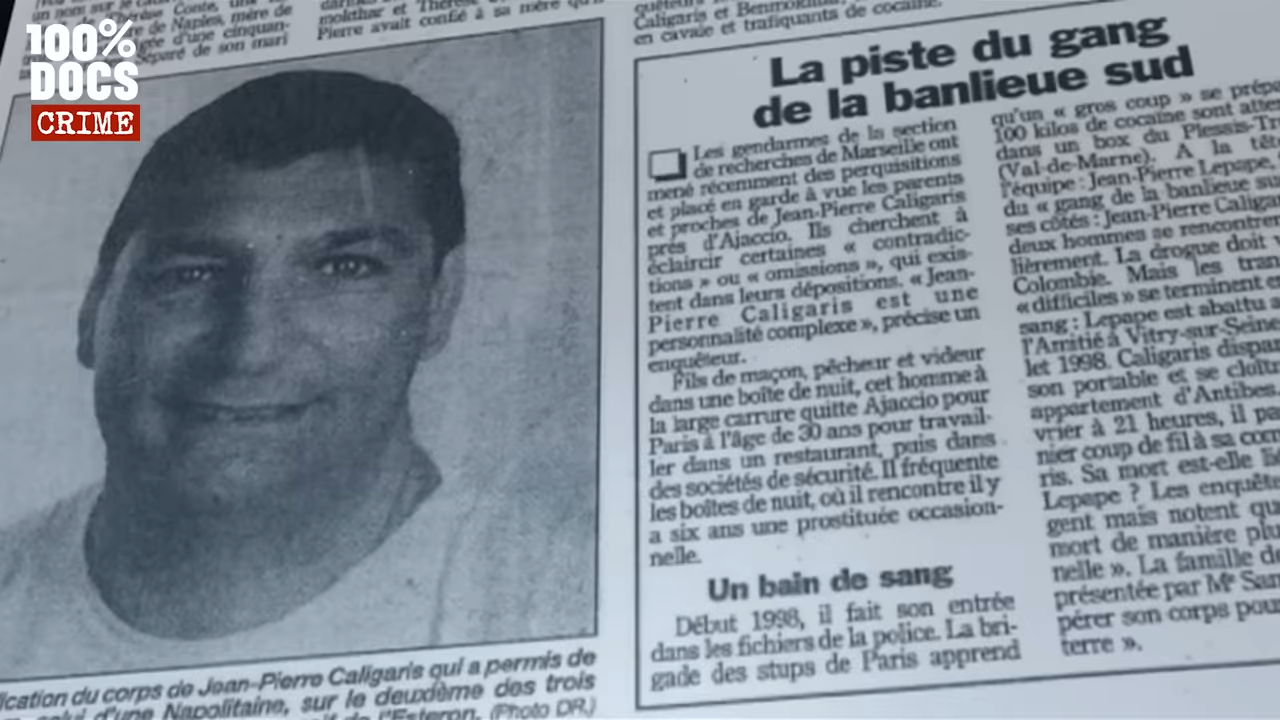 100%
DOCS
CRIME
Conte, une
de Naples, mère de
d'une cinquan-
Séparé de son mari
mokthar et Thérèse
Pierre avait confié à sa mère qu'il
Caligaris et Benmokhtar
en cavale et trafiquants de cocaïne.
ication du corps de Jean-Pierre Caligaris qui a permis de
celui d'une Napolitaine, sur le deuxième des trois
de l'Esteron. (Photo DR.)
La piste du gang
de la banlieue sud
Les gendarmes de la section
de recherches de Marseille ont
mené récemment des perquisitions
et placé en garde à vue les parents
et proches de Jean-Pierre Caligaris
près d'Ajaccio. Ils cherchent à
éclaircir certaines « contradic-
tions » ou « omissions », qui exis-
tent dans leurs dépositions. « Jean-
Pierre Caligaris est une
personnalité complexe », précise un
enquêteur.
Fils de maçon, pêcheur et videur
dans une boîte de nuit, cet homme à
la large carrure quitte Ajaccio pour
Paris à l'âge de 30 ans pour travail-
ler dans un restaurant, puis dans
des sociétés de sécurité. Il fréquente
les boîtes de nuit, où il rencontre il y
a six ans une prostituée occasion-
nelle.
Un bain de sang
Début 1998, il fait son entrée
dans les fichiers de la police. La bri-
gade des stups de Paris apprend
qu'un « gros coup » se prépa
100 kilos de cocaïne sont atten
dans un box du Plessis-Tr
(Val-de-Marne). A la têt
l'équipe : Jean-Pierre Lepape,
du « gang de la banlieue su
ses côtés : Jean-Pierre Caligar
deux hommes se rencontren
lièrement. La drogue doit
Colombie. Mais les tran
« difficiles » se terminent e
sang : Lepape est abattu a
l'Amitié à Vitry-sur-Seine
let 1998. Caligaris dispar
son portable et se cloîtr
appartement d'Antibes.
vrier à 21 heures, il pa
nier coup de fil à sa com
ris. Sa mort est-elle lié
Lepape ? Les enquête
gent mais notent qu
mort de manière plu
nelle ». La famille de
présentée par Me San
pérer son corps pour
terre ».